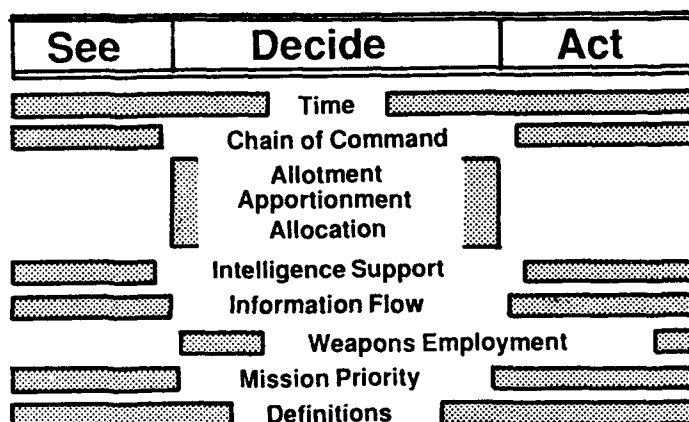 See Decide Act
Time
Chain of Command
Allotment
Apportionment
Allocation
Intelligence Support
Information Flow
Weapons Employment
Mission Priority
Definitions